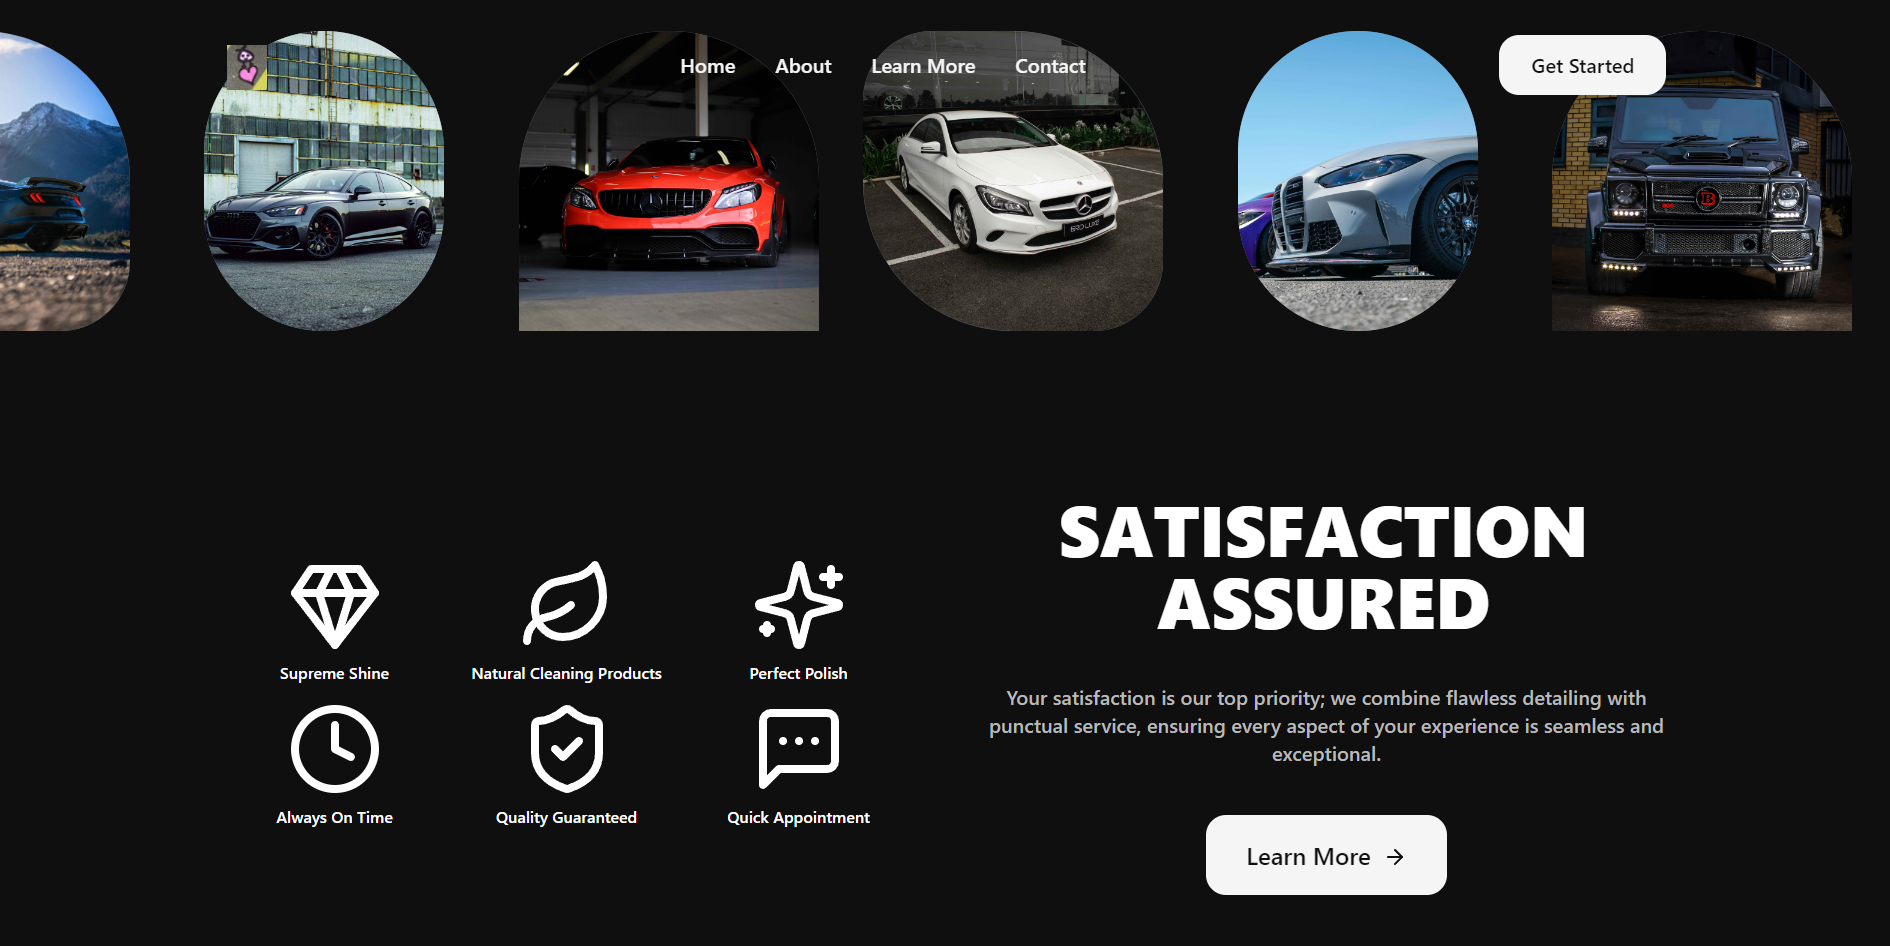 Home
About
Learn More
Contact
Get Started
BRO LUXE
B
SATISFACTION
ASSURED
Supreme Shine
Natural Cleaning Products
Perfect Polish
Your satisfaction is our top priority; we combine flawless detailing with
punctual service, ensuring every aspect of your experience is seamless and
exceptional.
Always On Time
Quality Guaranteed
Quick Appointment
Learn More